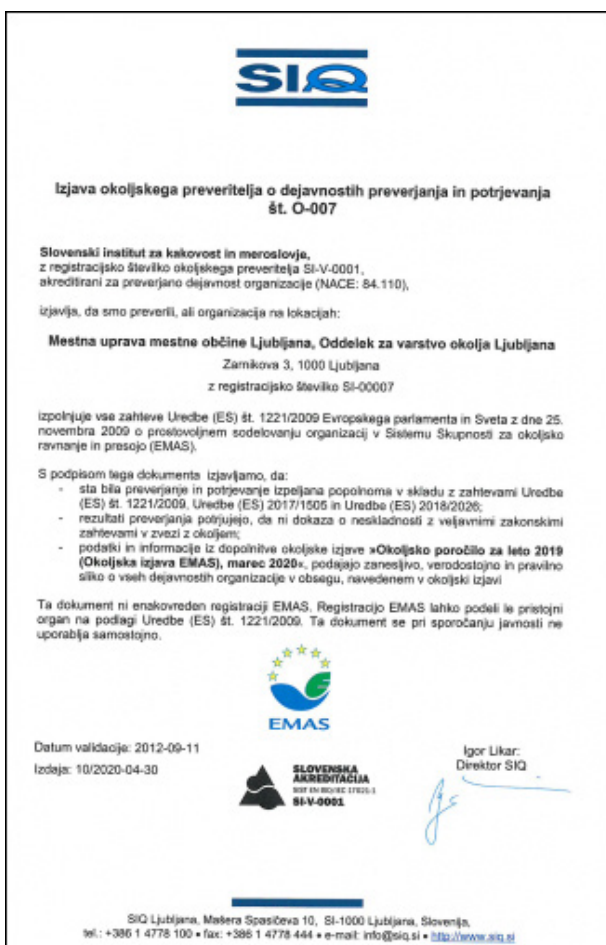 SIQ
Izjava okoljskega preveritelja o dejavnostih preverjanja in potrjevanja
št. O-007
Slovenski institut za kakovost in meroslovje,
z registracijsko številko okoljskega preveritelja SI-V-0001,
akreditirani za preverjano dejavnost organizacije (NACE: 84.110),
izjavlja, da smo preverili, ali organizacija na lokacijah:
Mestna uprava mestne občine Ljubljana, Oddelek za varstvo okolja Ljubljana
Zarnikova 3, 1000 Ljubljana
z registracijsko številko SI-00007
izpolnjuje vse zahteve Uredbe (ES) št. 1221/2009 Evropskega parlamenta in Sveta z dne 25.
novembra 2009 o prostovoljnem sodelovanju organizacij v Sistemu Skupnosti za okoljsko
ravnanje in presojo (EMAS).
S podpisom tega dokumenta izjavljamo, da:
- sta bila preverjanje in potrjevanje izpeljana popolnoma v skladu z zahtevami Uredbe
(ES) št. 1221/2009, Uredbe (ES) 2017/1505 in Uredbe (ES) 2018/2026;
- rezultati preverjanja potrjujejo, da ni dokaza o neskladnosti z veljavnimi zakonskimi
zahtevami v zvezi z okoljem;
- podatki in informacije iz dopolnitve okoljske izjave »Okoljsko poročilo za leto 2019
(Okoljska izjava EMAS), marec 2020«, podajajo zanesljivo, verodostojno in pravilno
sliko o vseh dejavnostih organizacije v obsegu, navedenem v okoljski izjavi
Ta dokument ni enakovreden registraciji EMAS. Registracijo EMAS lahko podeli le pristojni
organ na podlagi Uredbe (ES) št. 1221/2009. Ta dokument se pri sporočanju javnosti ne
uporablja samostojno.
EMAS
Datum validacije: 2012-09-11
Izdaja: 10/2020-04-30
SLOVENSKA
AKREDITACIJA
SIST EN ISO/IEC 17021-1
SI-V-0001
Igor Likar:
Direktor SIQ
SIQ Ljubljana, Mašera Spasičeva 10, SI-1000 Ljubljana, Slovenija,
tel.: +386 1 4778 100 • fax: +386 1 4778 444 • e-mail: info@siq.si • http://www.siq.si